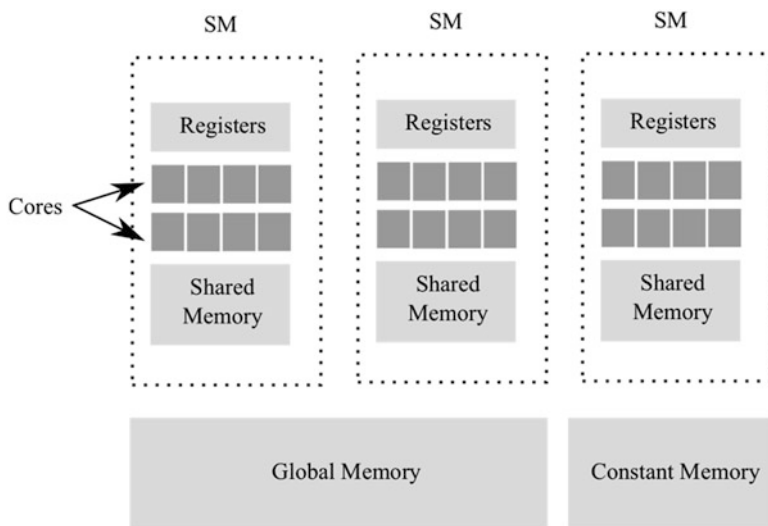 SM
SM
SM
Registers
Registers
Registers
Cores
Shared
Memory
Shared
Memory
Shared
Memory
Global Memory
Constant Memory